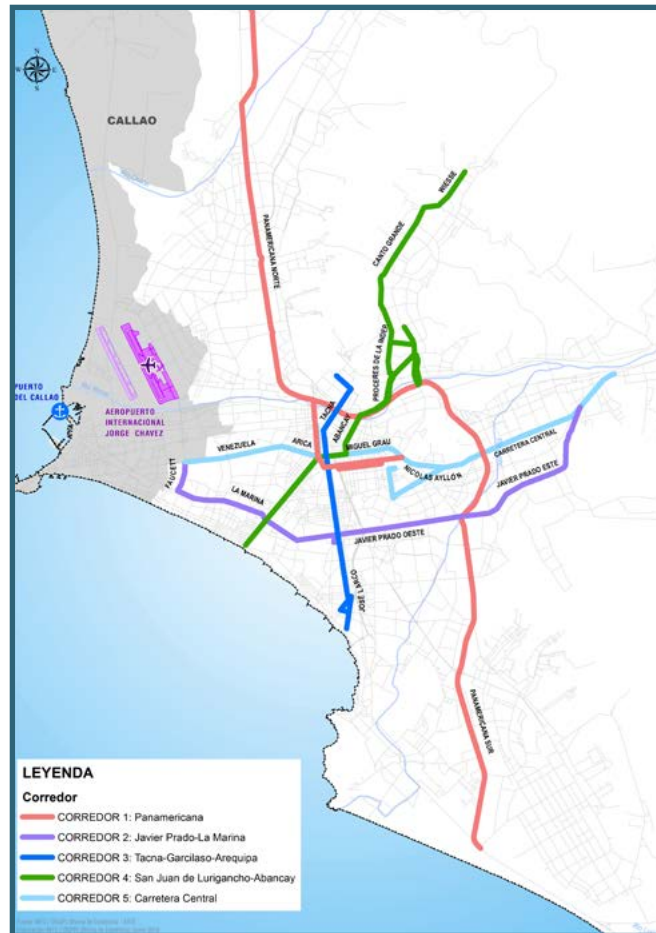 N
CALLAO
PANAMERICANA NORTE
WIESSE
CANTO GRANDE
PROCERES DE LA INDEP
PUERTO
DEL CALLAO
AEROPUERTO
INTERNACIONAL
JORGE CHAVEZ
TACNA
ABANCAY
VENEZUELA
ARICA
MIGUEL GRAU
CARRETERA CENTRAL
FAUCETT
NICOLAS AYLLÓN
LA MARINA
JAVIER PRADO ESTE
JAVIER PRADO OESTE
JOSE LARCO
PANAMERICANA SUR
LEYENDA
Corredor
CORREDOR 1: Panamericana
CORREDOR 2: Javier Prado-La Marina
CORREDOR 3: Tacna-Garcilaso-Arequipa
CORREDOR 4: San Juan de Lurigancho-Abancay
CORREDOR 5: Carretera Central